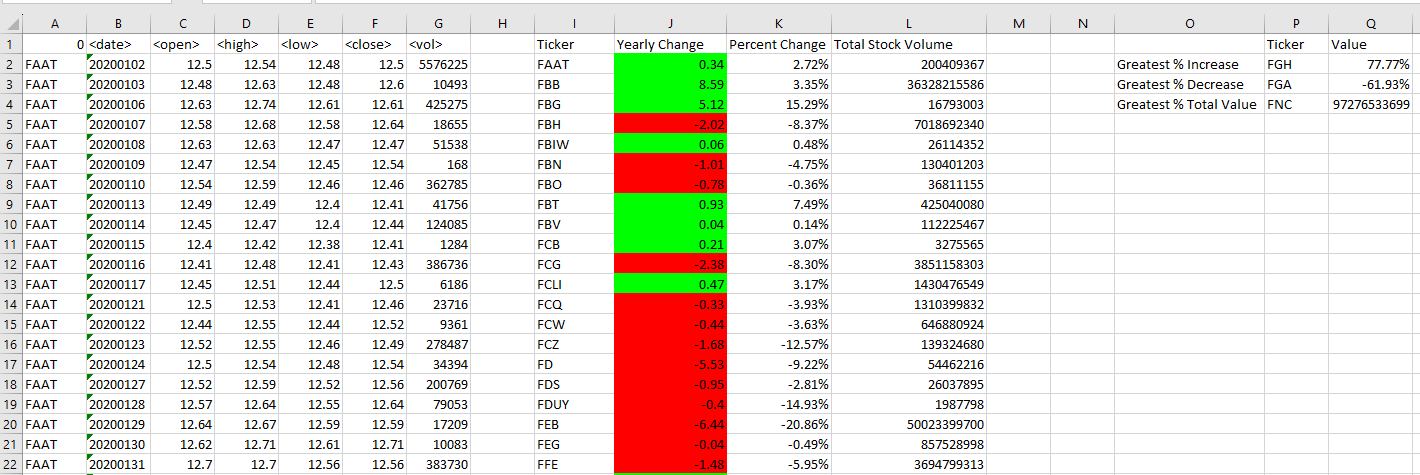 A B C D E F G H I J K L M N O P Q
1 0 <date> <open> <high> <low> <close> <vol> Ticker Yearly Change Percent Change Total Stock Volume Ticker Value
2 FAAT 20200102 12.5 12.54 12.48 12.5 5576225 FAAT 0.34 2.72% 200409367 Greatest % Increase FGH 77.77%
3 FAAT 20200103 12.48 12.63 12.48 12.6 10493 FBB 8.59 3.35% 36328215586 Greatest % Decrease FGA -61.93%
4 FAAT 20200106 12.63 12.74 12.61 12.61 425275 FBG 5.12 15.29% 16793003 Greatest % Total Value FNC 97276533699
5 FAAT 20200107 12.58 12.68 12.58 12.64 18655 FBH -2.02 -8.37% 7018692340
6 FAAT 20200108 12.63 12.63 12.47 12.47 51538 FBIW 0.06 0.48% 26114352
7 FAAT 20200109 12.47 12.54 12.45 12.54 168 FBN -1.01 -4.75% 130401203
8 FAAT 20200110 12.54 12.59 12.46 12.46 362785 FBO -0.78 -0.36% 36811155
9 FAAT 20200113 12.49 12.49 12.4 12.41 41756 FBT 0.93 7.49% 425040080
10 FAAT 20200114 12.45 12.47 12.4 12.44 124085 FBV 0.04 0.14% 112225467
11 FAAT 20200115 12.4 12.42 12.38 12.41 1284 FCB 0.21 3.07% 3275565
12 FAAT 20200116 12.41 12.48 12.41 12.43 386736 FCG -2.38 -8.30% 3851158303
13 FAAT 20200117 12.45 12.51 12.44 12.5 6186 FCLI 0.47 3.17% 1430476549
14 FAAT 20200121 12.5 12.53 12.41 12.46 23716 FCQ -0.33 -3.93% 1310399832
15 FAAT 20200122 12.44 12.55 12.44 12.52 9361 FCW -0.44 -3.63% 646880924
16 FAAT 20200123 12.52 12.55 12.46 12.49 278487 FCZ -1.68 -12.57% 139324680
17 FAAT 20200124 12.5 12.54 12.48 12.54 34394 FD -5.53 -9.22% 54462216
18 FAAT 20200127 12.52 12.59 12.52 12.56 200769 FDS -0.95 -2.81% 26037895
19 FAAT 20200128 12.57 12.64 12.55 12.64 79053 FDUY -0.4 -14.93% 1987798
20 FAAT 20200129 12.64 12.67 12.59 12.59 17209 FEB -6.44 -20.86% 50023399700
21 FAAT 20200130 12.62 12.71 12.61 12.71 10083 FEG -0.04 -0.49% 857528998
22 FAAT 20200131 12.7 12.7 12.56 12.56 383730 FFE -1.48 -5.95% 3694799313